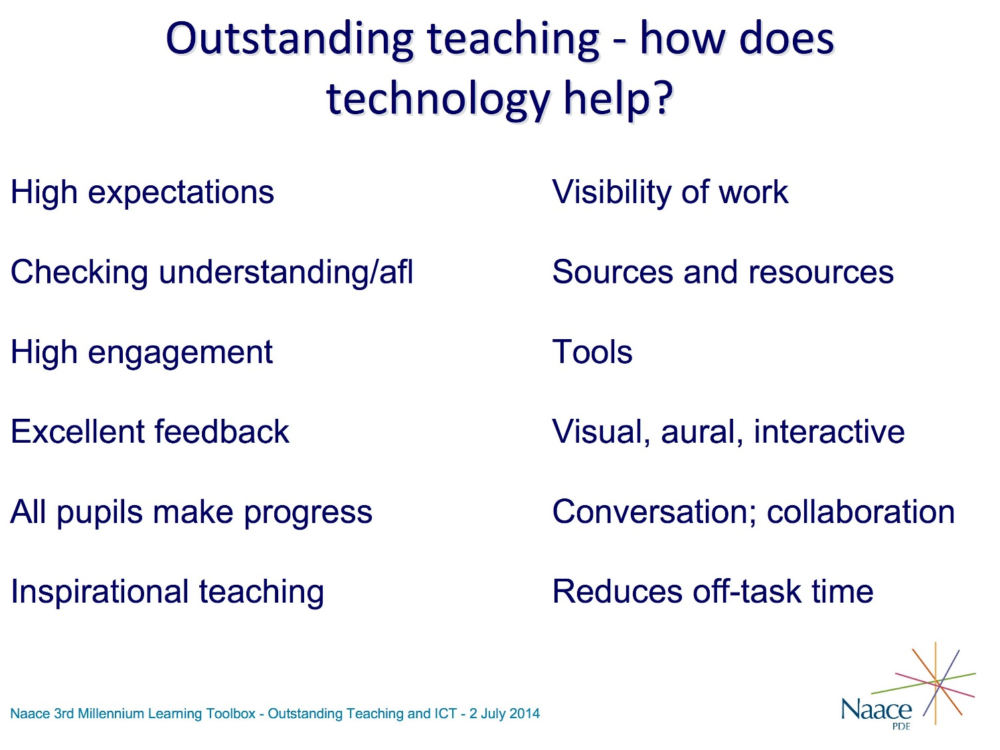 Outstanding teaching - how does
technology help?
High expectations
Checking understanding/afl
High engagement
Excellent feedback
All pupils make progress
Inspirational teaching
Visibility of work
Sources and resources
Tools
Visual, aural, interactive
Conversation; collaboration
Reduces off-task time
Naace 3rd Millennium Learning Toolbox - Outstanding Teaching and ICT - 2 July 2014
Naace
PDE